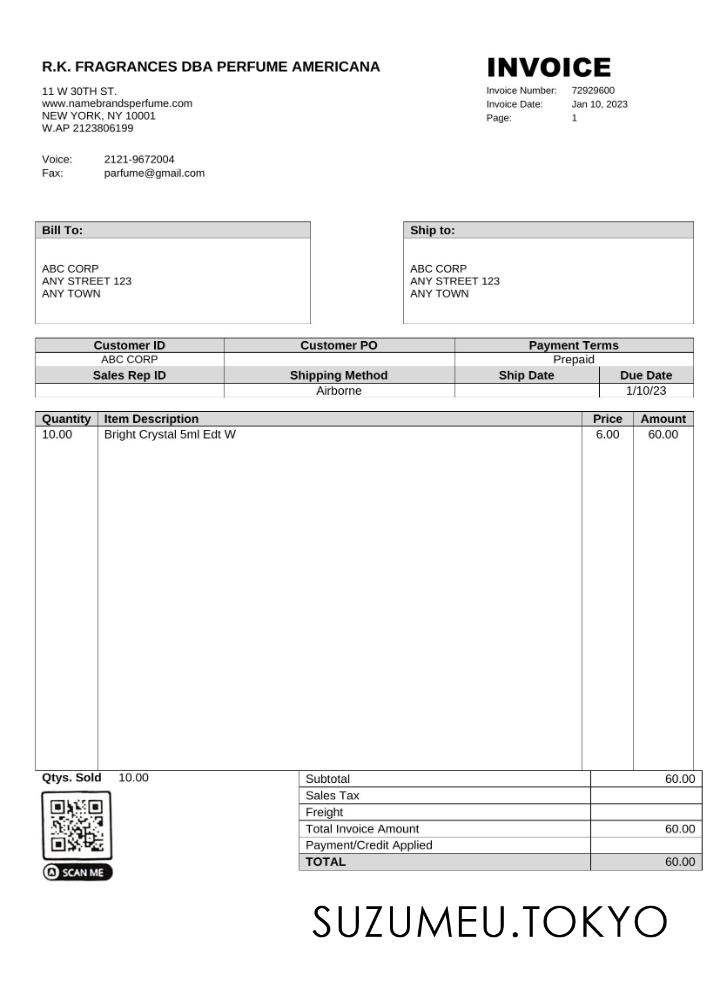 R.K. FRAGRANCES DBA PERFUME AMERICANA
INVOICE
11 W 30TH ST.
www.namebrandsperfume.com
NEW YORK, NY 10001
W.AP 2123806199
Invoice Number: 72929600
Invoice Date: Jan 10, 2023
Page: 1
Voice: 2121-9672004
Fax: parfume@gmail.com
Bill To:
ABC CORP
ANY STREET 123
ANY TOWN
Ship to:
ABC CORP
ANY STREET 123
ANY TOWN
Customer ID Customer PO Payment Terms
ABC CORP Prepaid
Sales Rep ID Shipping Method Ship Date Due Date
Airborne 1/10/23
Quantity Item Description Price Amount
10.00 Bright Crystal 5ml Edt W 6.00 60.00
Qtys. Sold 10.00
Subtotal 60.00
Sales Tax
Freight
Total Invoice Amount 60.00
Payment/Credit Applied
TOTAL 60.00
SCAN ME
SUZUMEU.TOKYO